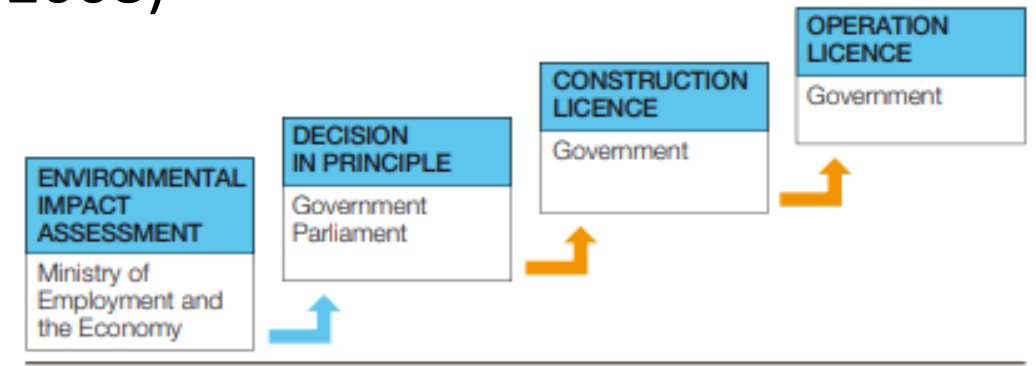 ENVIRONMENTAL
IMPACT
ASSESSMENT
Ministry of
Employment and
the Economy
DECISION
IN PRINCIPLE
Government
Parliament
CONSTRUCTION
LICENCE
Government
OPERATION
LICENCE
Government